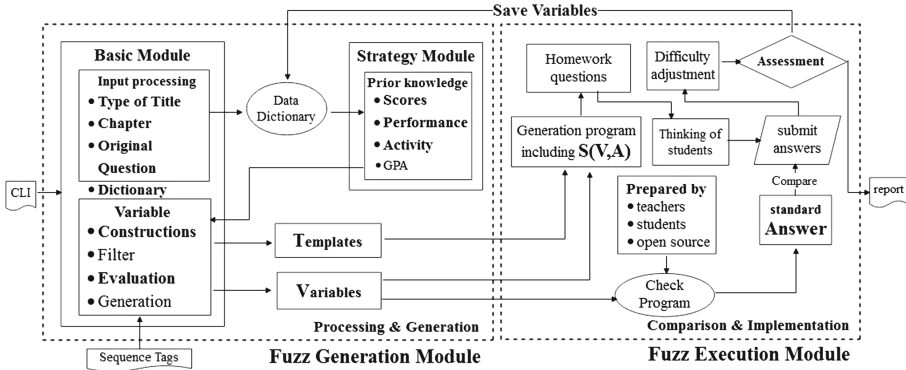 Save Variables
Basic Module
Input processing
• Type of Title
• Chapter
• Original
Question
• Dictionary
Variable
• Constructions
• Filter
• Evaluation
• Generation
CLI
Sequence Tags
Data
Dictionary
Strategy Module
Prior knowledge
• Scores
• Performance
• Activity
• GPA
Templates
Variables
Processing & Generation
Fuzz Generation Module
Homework
questions
Difficulty
adjustment
Assessment
Generation program
including S(V,A)
Thinking of
students
submit
answers
Compare
Prepared by
• teachers
• students
• open source
standard
Answer
Check
Program
report
Comparison & Implementation
Fuzz Execution Module